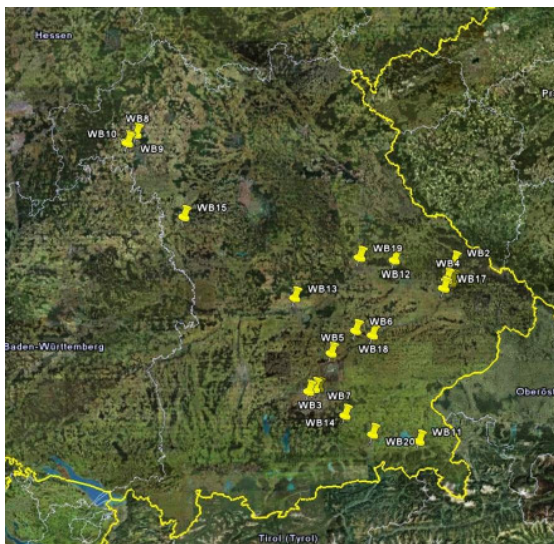 Hessen
WB8
WB10
WB9
WB15
WB19
WB2
WB4
WB12
WB17
WB13
WB6
WB5
WB18
Baden-Württemberg
WB7
WB3
WB14
WB11
WB20
Tirol (Tyrol)